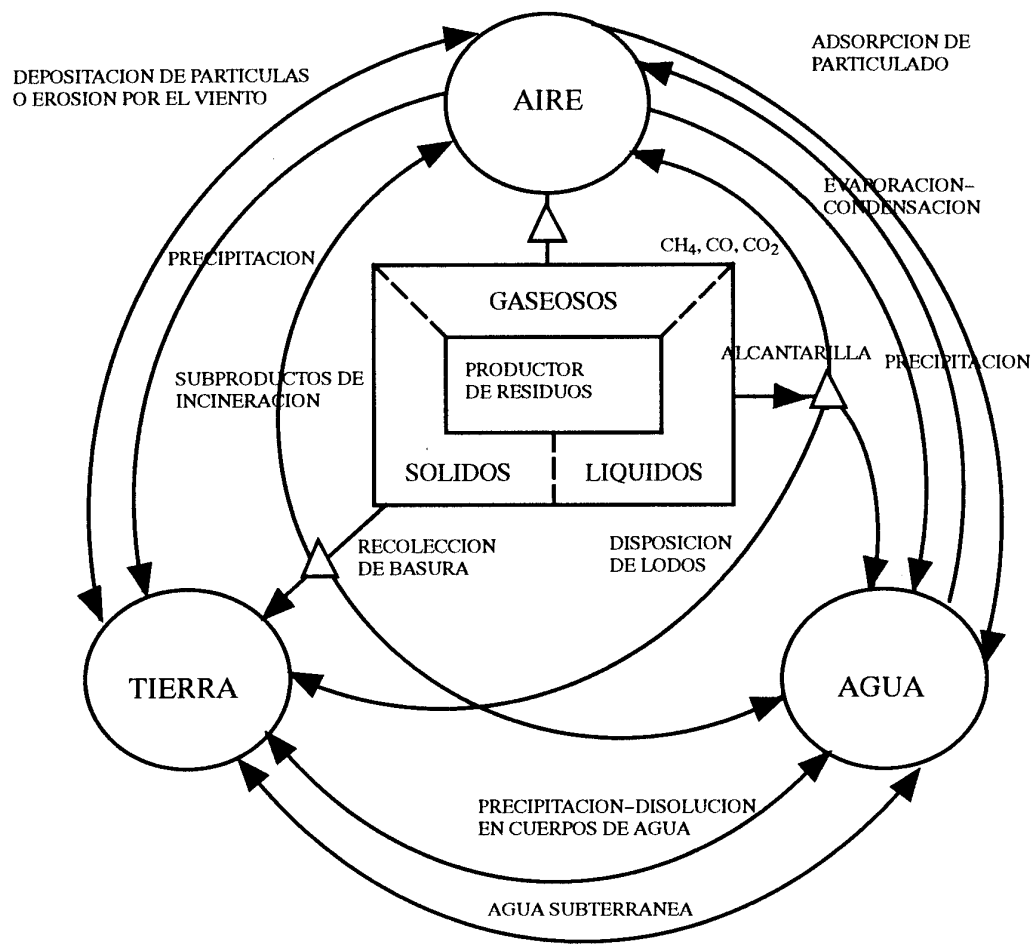 ADSORPCION DE
PARTICULADO
DEPOSITACION DE PARTICULAS
O EROSION POR EL VIENTO
AIRE
EVAPORACION-
CONDENSACION
PRECIPITACION
CH4, CO, CO2
GASEOSOS
ALCANTARILLA
PRECIPITACION
SUBPRODUCTOS DE
INCINERACION
PRODUCTOR
DE RESIDUOS
SOLIDOS
LIQUIDOS
RECOLECCION
DE BASURA
DISPOSICION
DE LODOS
TIERRA
AGUA
PRECIPITACION-DISOLUCION
EN CUERPOS DE AGUA
AGUA SUBTERRANEA